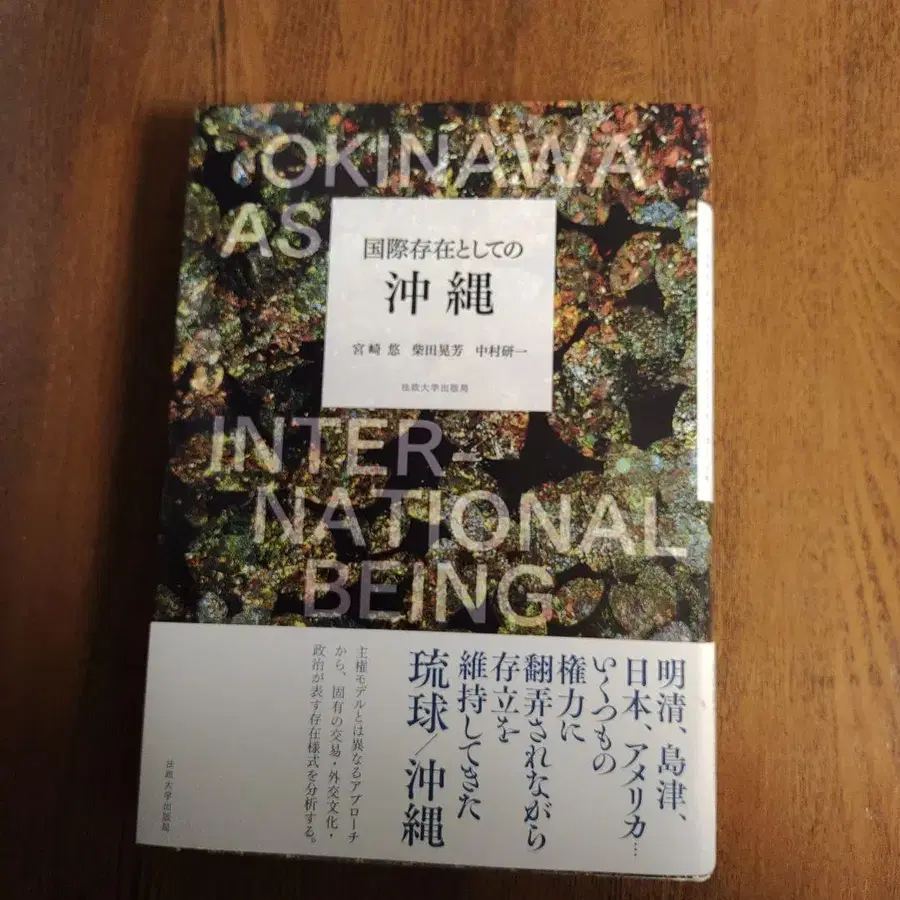 OKINAWA
AS
国際存在としての
沖縄
宮崎 悠 柴田晃芳 中村研一
法政大学出版局
INTER-
NATIONAL
BEING
明清、島津、
日本、アメリカ…
いくつもの
権力に
翻弄されながら
存立を
維持してきた
琉球/沖縄
主権モデルとは異なるアプローチ
から、固有の交易・外交文化・
政治が表す存在様式を分析する。
法政大学出版局